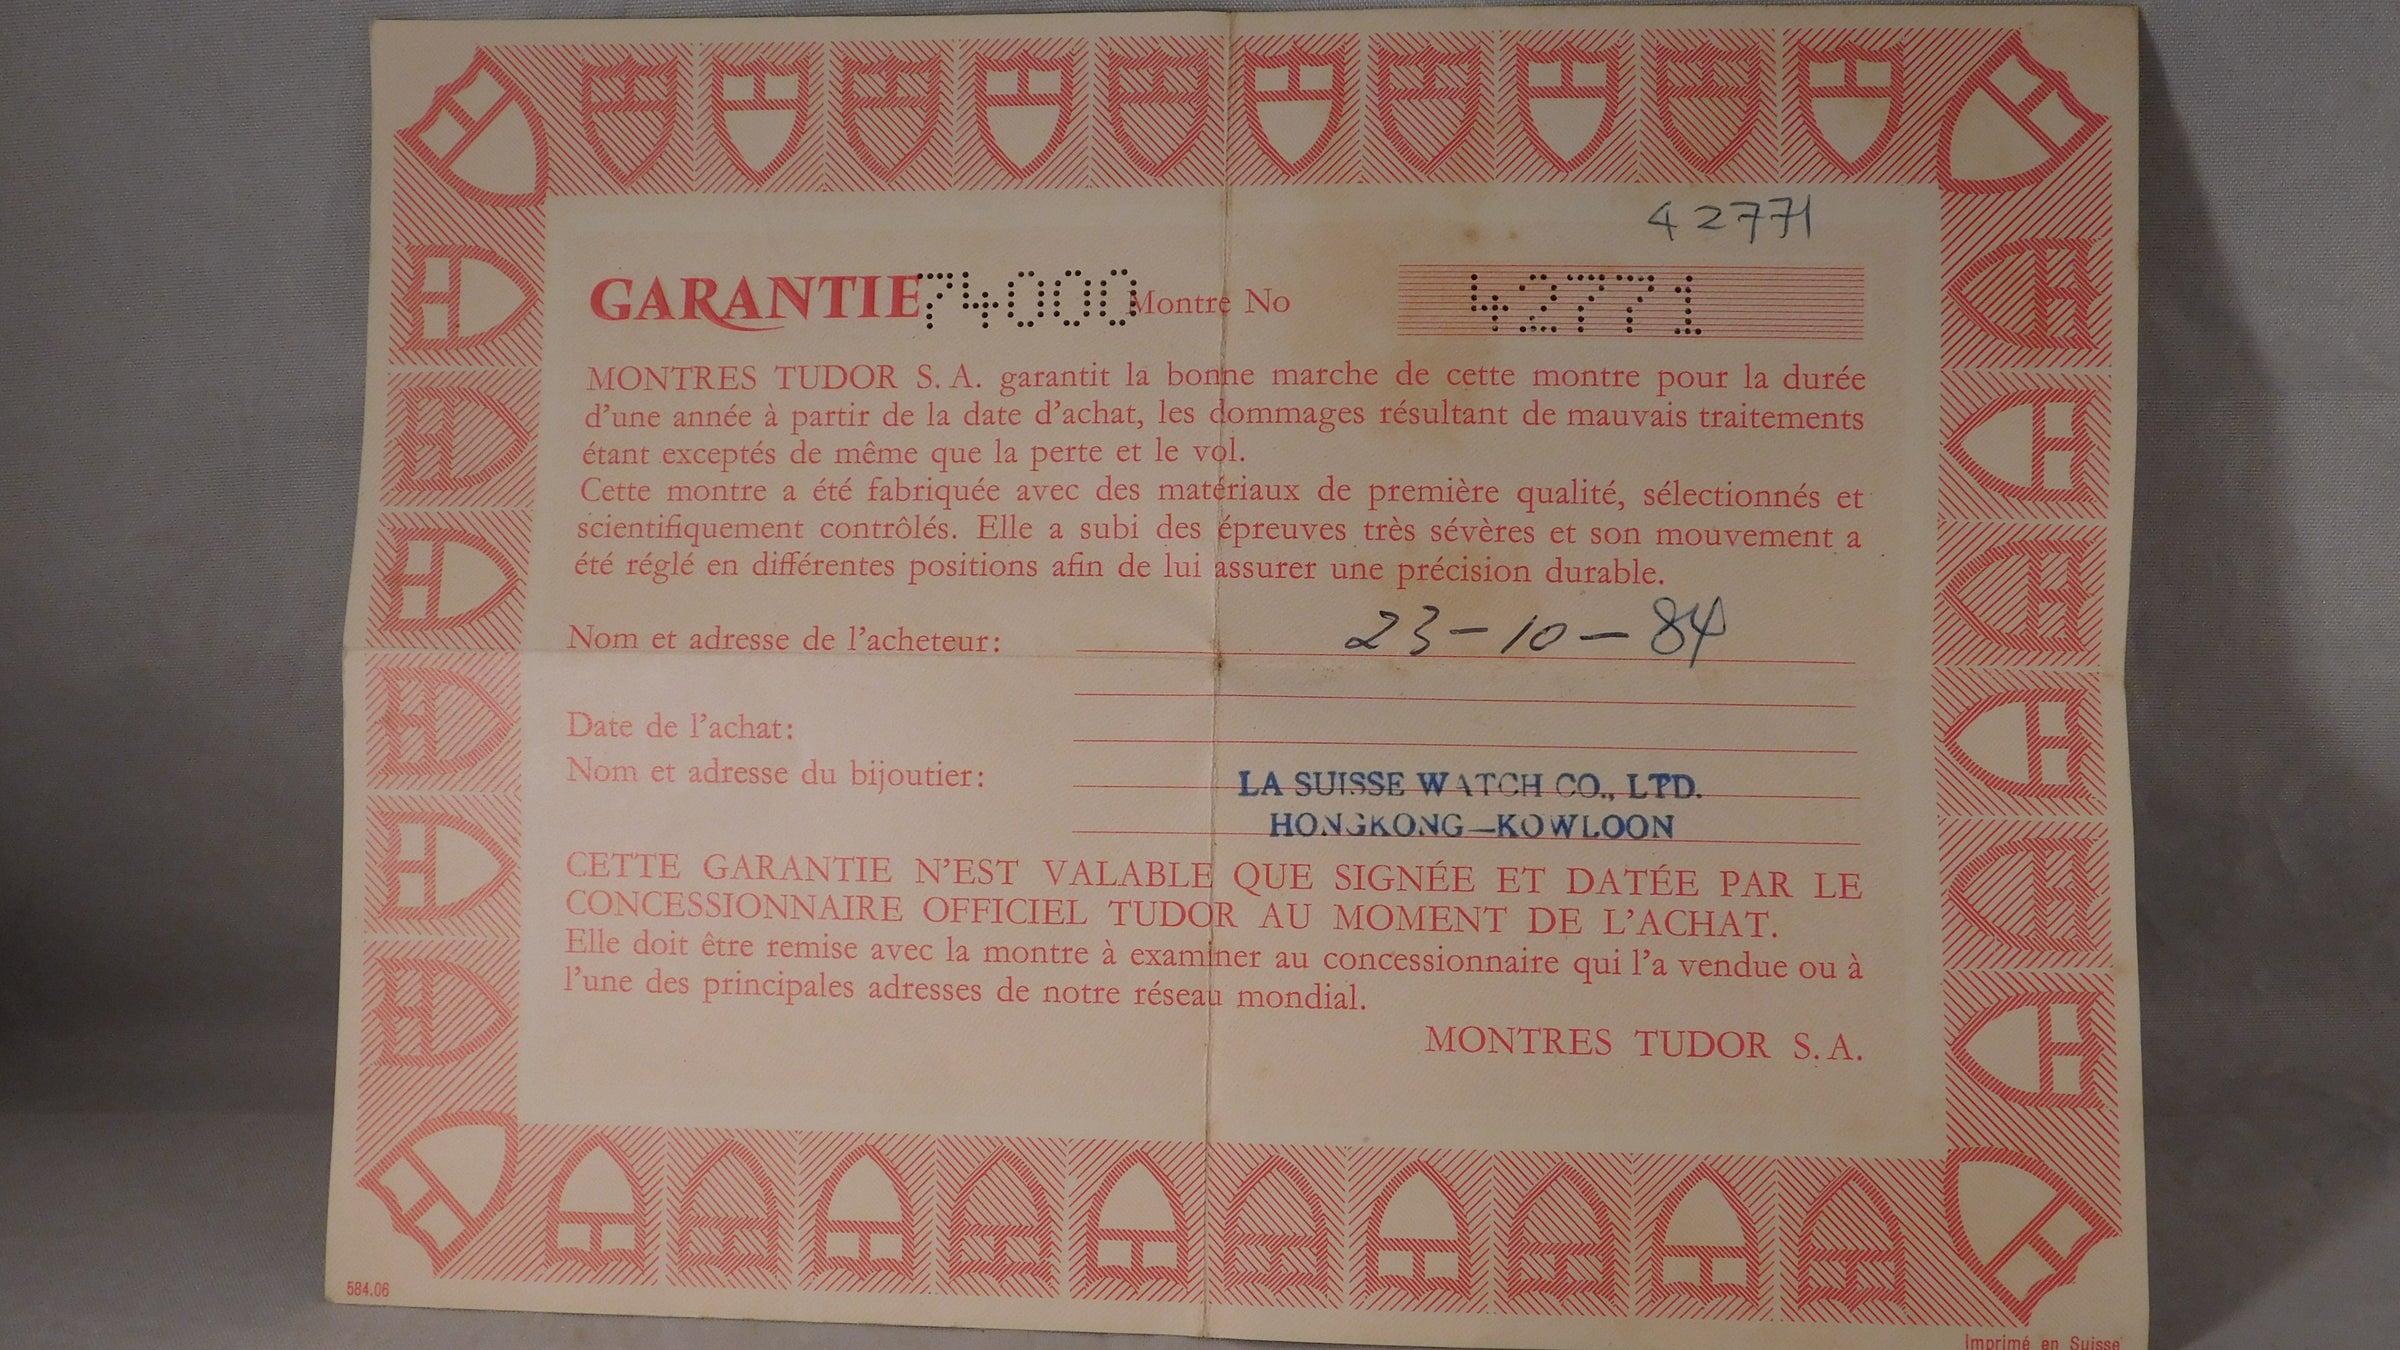 42771
GARANTIE 74000 Montre No 42771
MONTRES TUDOR S. A. garantit la bonne marche de cette montre pour la durée
d'une année à partir de la date d'achat, les dommages résultant de mauvais traitements
étant exceptés de même que la perte et le vol.
Cette montre a été fabriquée avec des matériaux de première qualité, sélectionnés et
scientifiquement contrôlés. Elle a subi des épreuves très sévères et son mouvement a
été réglé en différentes positions afin de lui assurer une précision durable.
Nom et adresse de l'acheteur: 23-10-84
Date de l'achat:
Nom et adresse du bijoutier: LA SUISSE WATCH CO., LTD.
HONGKONG-KOWLOON
CETTE GARANTIE N'EST VALABLE QUE SIGNÉE ET DATÉE PAR LE
CONCESSIONNAIRE OFFICIEL TUDOR AU MOMENT DE L'ACHAT.
Elle doit être remise avec la montre à examiner au concessionnaire qui l'a vendue ou à
l'une des principales adresses de notre réseau mondial.
MONTRES TUDOR S. A.
584.06
Imprimé en Suisse